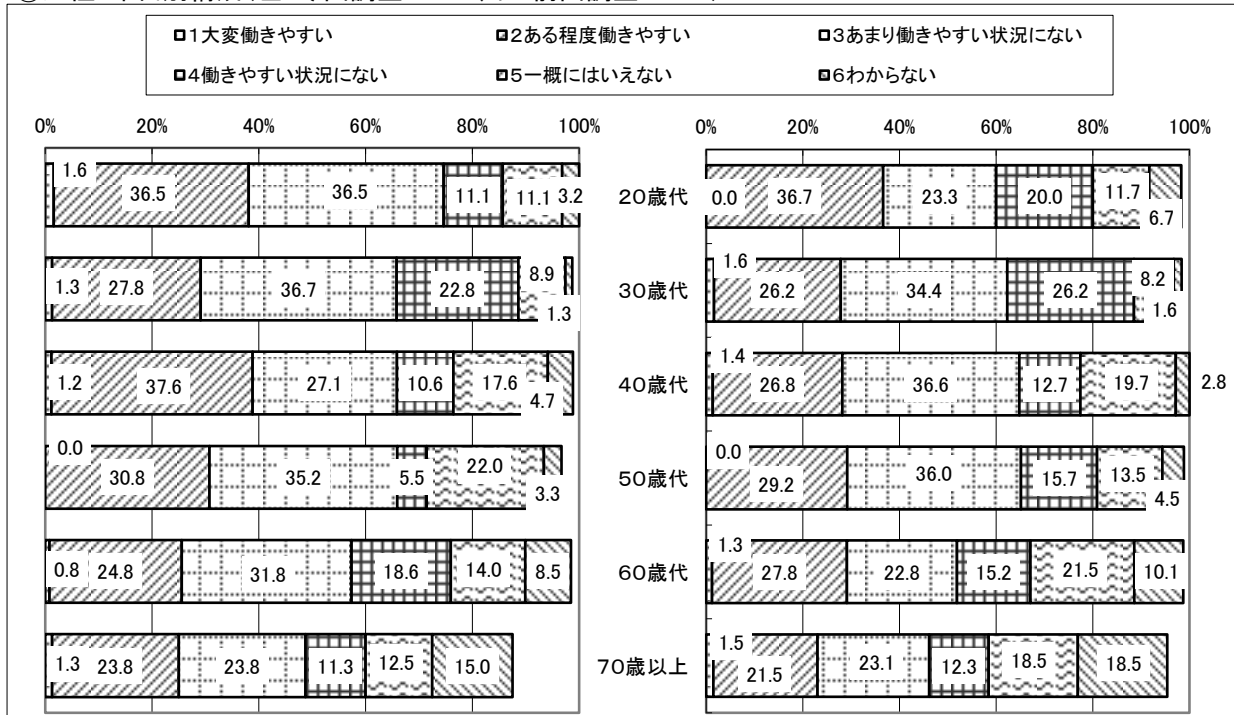 □1大変働きやすい ☑2ある程度働きやすい □3あまり働きやすい状況にない
□4働きやすい状況にない ☑5一概にはいえない ☑6わからない
0% 20% 40% 60% 80% 100% 0% 20% 40% 60% 80% 100%
1.6 36.5 36.5 11.1 11.1 3.2 20歳代 0.0 36.7 23.3 20.0 11.7 6.7
1.3 27.8 36.7 22.8 8.9 1.3 30歳代 1.6 26.2 34.4 26.2 8.2 1.6
1.2 37.6 27.1 10.6 17.6 4.7 40歳代 1.4 26.8 36.6 12.7 19.7 2.8
0.0 30.8 35.2 5.5 22.0 3.3 50歳代 0.0 29.2 36.0 15.7 13.5 4.5
0.8 24.8 31.8 18.6 14.0 8.5 60歳代 1.3 27.8 22.8 15.2 21.5 10.1
1.3 23.8 23.8 11.3 12.5 15.0 70歳以上 1.5 21.5 23.1 12.3 18.5 18.5